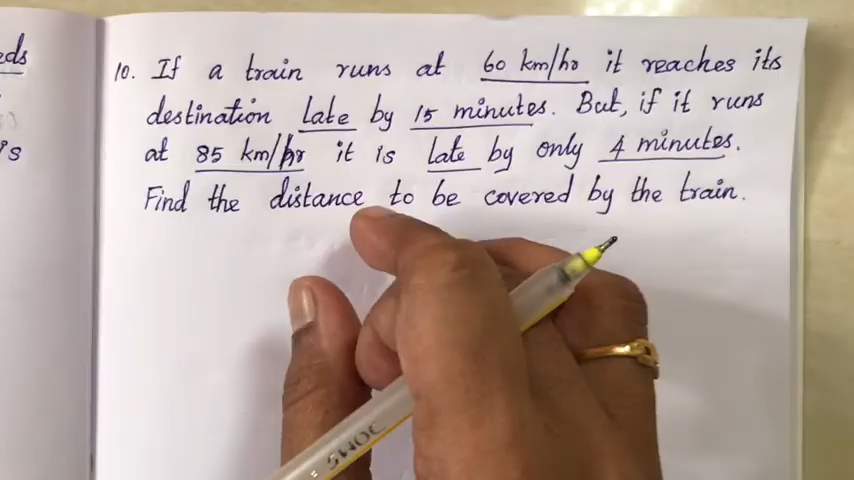 eds
10. If a train runs at 60 km/hr it reaches its
destination late by 15 minutes. But, if it runs
at 85 km/hr it is late by only 4 minutes.
Find the distance to be covered by the train.